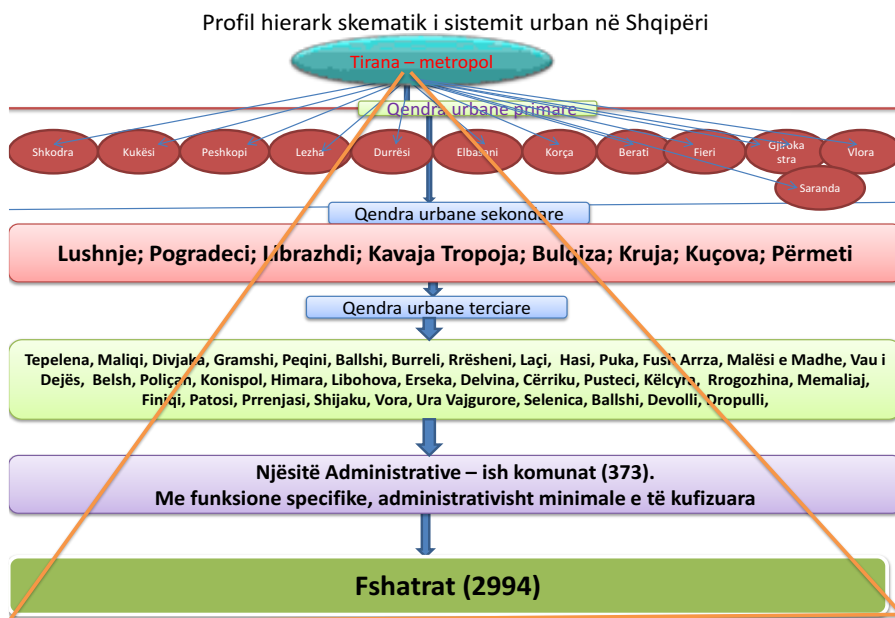 Profil hierark skematik i sistemit urban në Shqipëri
Tirana – metropol
Qendra urbane primare
Shkodra
Kukësi
Peshkopi
Lezha
Durrësi
Elbasani
Korça
Berati
Fieri
Gjiroka
stra
Vlora
Saranda
Qendra urbane sekondare
Lushnje; Pogradeci; Librazhdi; Kavaja Tropoja; Bulqiza; Kruja; Kuçova; Përmeti
Qendra urbane terciare
Tepelena, Maliqi, Divjaka, Gramshi, Peqini, Ballshi, Burreli, Rrësheni, Laçi, Hasi, Puka, Fush Arrza, Malësi e Madhe, Vau i
Dejës, Belsh, Poliçan, Konispol, Himara, Libohova, Erseka, Delvina, Cërriku, Pusteci, Këlcyra, Rrogozhina, Memaliaj,
Finiqi, Patosi, Prrenjasi, Shijaku, Vora, Ura Vajgurore, Selenica, Ballshi, Devolli, Dropulli,
Njësitë Administrative – ish komunat (373).
Me funksione specifike, administrativisht minimale e të kufizuara
Fshatrat (2994)